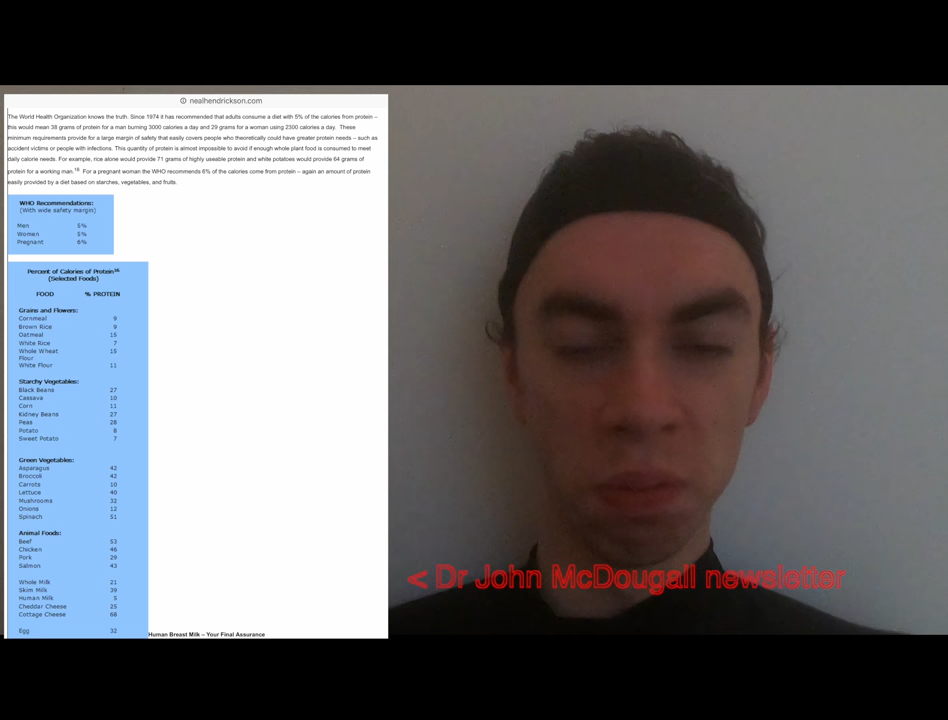 nealhendrickson.com
The World Health Organization knows the truth. Since 1974 it has recommended that adults consume a diet with 5% of the calories from protein –
this would mean 38 grams of protein for a man burning 3000 calories a day and 29 grams for a woman using 2300 calories a day. These
minimum requirements provide for a large margin of safety that easily covers people who theoretically could have greater protein needs – such as
accident victims or people with infections. This quantity of protein is almost impossible to avoid if enough whole plant food is consumed to meet
daily calorie needs. For example, rice alone would provide 71 grams of highly useable protein and white potatoes would provide 64 grams of
protein for a working man.16 For a pregnant woman the WHO recommends 6% of the calories come from protein – again an amount of protein
easily provided by a diet based on starches, vegetables, and fruits.
WHO Recommendations:
(With wide safety margin)
Men 5%
Women 5%
Pregnant 6%
Percent of Calories of Protein16
(Selected Foods)
FOOD % PROTEIN
Grains and Flowers:
Cornmeal 9
Brown Rice 9
Oatmeal 15
White Rice 7
Whole Wheat 15
Flour
White Flour 11
Starchy Vegetables:
Black Beans 27
Cassava 10
Corn 11
Kidney Beans 27
Peas 28
Potato 8
Sweet Potato 7
Green Vegetables:
Asparagus 42
Broccoli 42
Carrots 10
Lettuce 40
Mushrooms 32
Onions 12
Spinach 51
Animal Foods:
Beef 53
Chicken 46
Pork 29
Salmon 43
Whole Milk 21
Skim Milk 39
Human Milk 5
Cheddar Cheese 25
Cottage Cheese 68
Egg 32
Human Breast Milk – Your Final Assurance
< Dr John McDougall newsletter